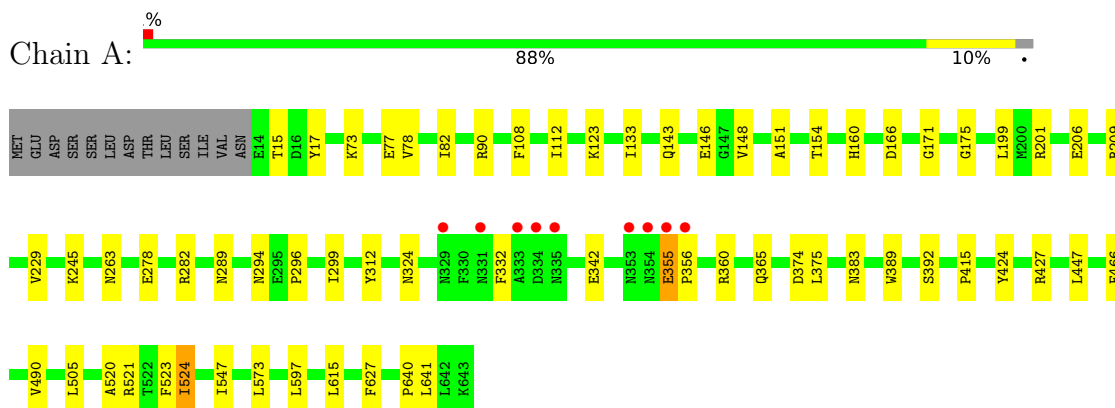 %
Chain A:
88% 10% •
MET GLU ASP SER SER LEU ASP THR LEU SER ILE VAL ASN E14 T15 D16 Y17 K73 E77 V78 I82 R90 F108 I112 K123 I133 Q143 E146 G147 V148 A151 T154 H160 D166 G171 G175 L199 M200 R201 E206
V229 K245 N263 E278 R282 N289 N294 E295 P296 I299 Y312 N324 N329 F330 N331 F332 A333 D334 N335 E342 N353 N354 E355 P356 R360 Q365 D374 L375 N383 W389 S392 P415 Y424 R427 L447
V490 L505 A520 R521 T522 F523 I524 I547 L573 L597 L615 F627 P640 L641 L642 K643